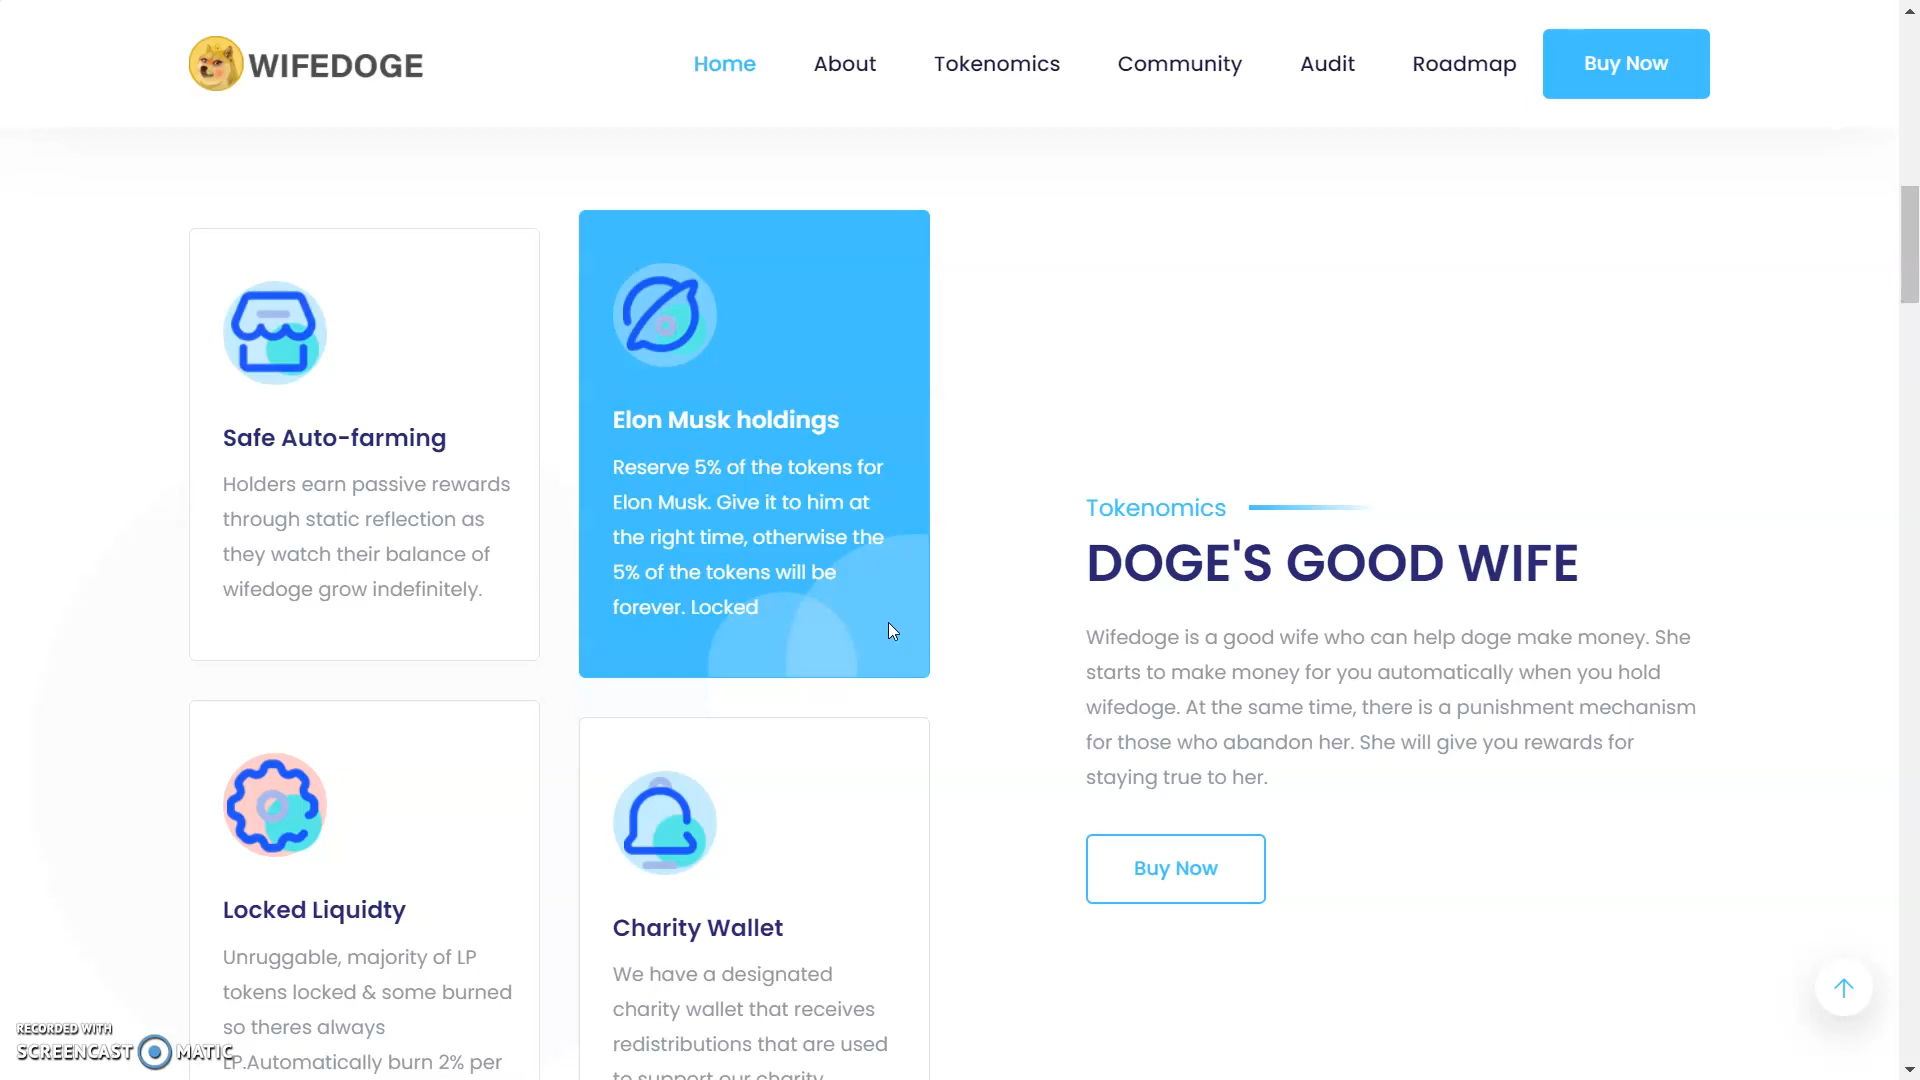 WIFEDOGE
Home
About
Tokenomics
Community
Audit
Roadmap
Buy Now
Safe Auto-farming
Holders earn passive rewards
through static reflection as
they watch their balance of
wifedoge grow indefinitely.
Elon Musk holdings
Reserve 5% of the tokens for
Elon Musk. Give it to him at
the right time, otherwise the
5% of the tokens will be
forever. Locked
Locked Liquidty
Unruggable, majority of LP
tokens locked & some burned
so theres always
LP.Automatically burn 2% per
Charity Wallet
We have a designated
charity wallet that receives
redistributions that are used
to support our charity
Tokenomics
DOGE'S GOOD WIFE
Wifedoge is a good wife who can help doge make money. She
starts to make money for you automatically when you hold
wifedoge. At the same time, there is a punishment mechanism
for those who abandon her. She will give you rewards for
staying true to her.
Buy Now
RECORDED WITH
SCREENCAST MATIC